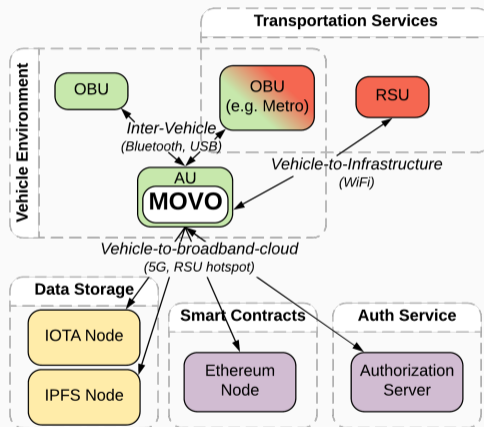 Transportation Services
Vehicle Environment
OBU
OBU
(e.g. Metro)
RSU
Inter-Vehicle
(Bluetooth, USB)
Vehicle-to-Infrastructure
(WiFi)
AU
MOVO
Vehicle-to-broadband-cloud
(5G, RSU hotspot)
Data Storage
IOTA Node
IPFS Node
Smart Contracts
Ethereum
Node
Auth Service
Authorization
Server